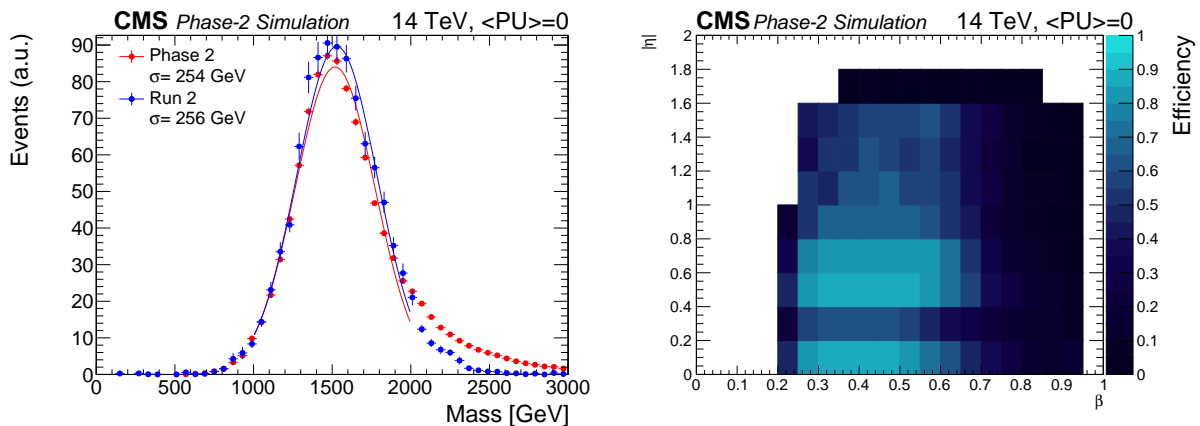 CMS Phase-2 Simulation 14 TeV, <PU>=0
Events (a.u.)
90
80
70
60
50
40
30
20
10
0
Phase 2
σ= 254 GeV
Run 2
σ= 256 GeV
0 500 1000 1500 2000 2500 3000
Mass [GeV]
CMS Phase-2 Simulation 14 TeV, <PU>=0
|η|
2
1.8
1.6
1.4
1.2
1
0.8
0.6
0.4
0.2
0
0 0.1 0.2 0.3 0.4 0.5 0.6 0.7 0.8 0.9 1
β
1
0.9
0.8
0.7
0.6
0.5
0.4
0.3
0.2
0.1
0
Efficiency